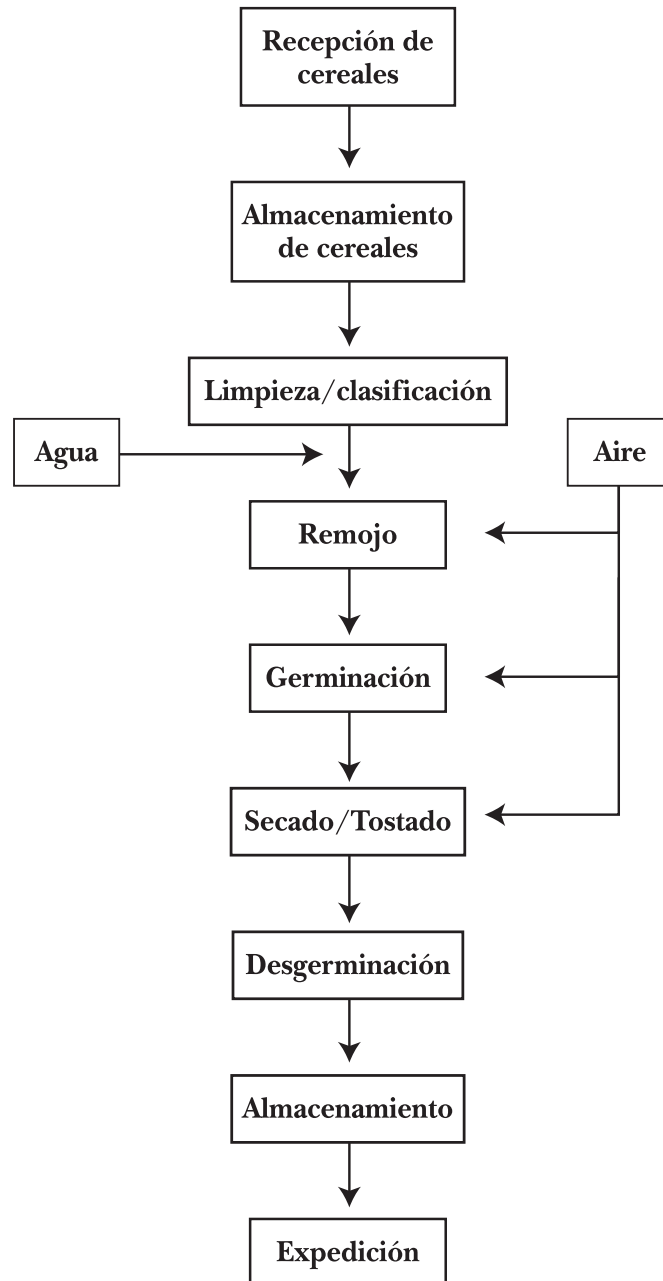 Recepción de
cereales
Almacenamiento
de cereales
Limpieza/clasificación
Agua
Aire
Remojo
Germinación
Secado/Tostado
Desgerminación
Almacenamiento
Expedición